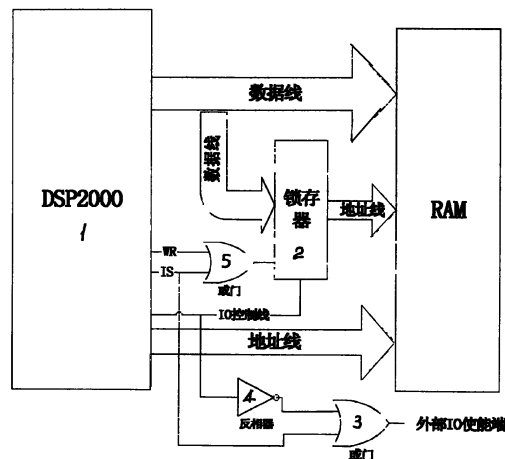 数据线
数据线
DSP2000
1
锁存
器
2
地址线
RAM
WR
IS
5
或门
IO控制线
地址线
4
反相器
3
或门
外部IO使能端